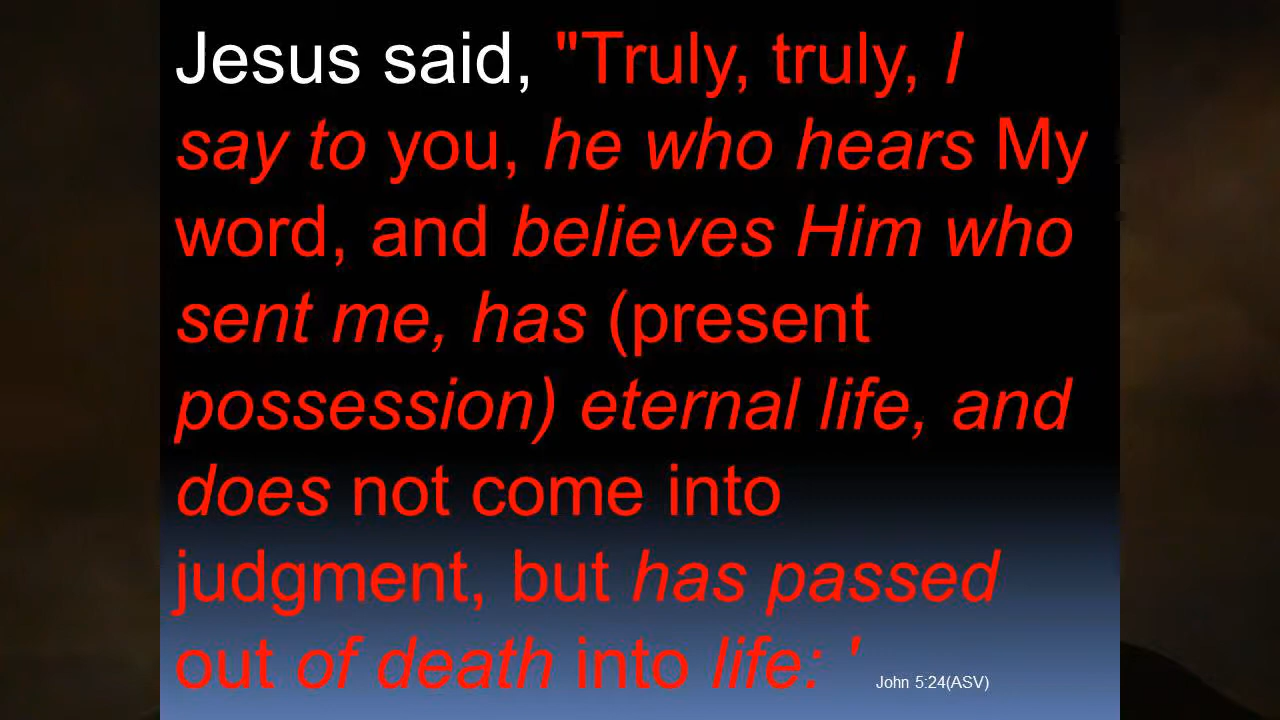 Jesus said, "Truly, truly, I
say to you, he who hears My
word, and believes Him who
sent me, has (present
possession) eternal life, and
does not come into
judgment, but has passed
out of death into life: '
John 5:24(ASV)